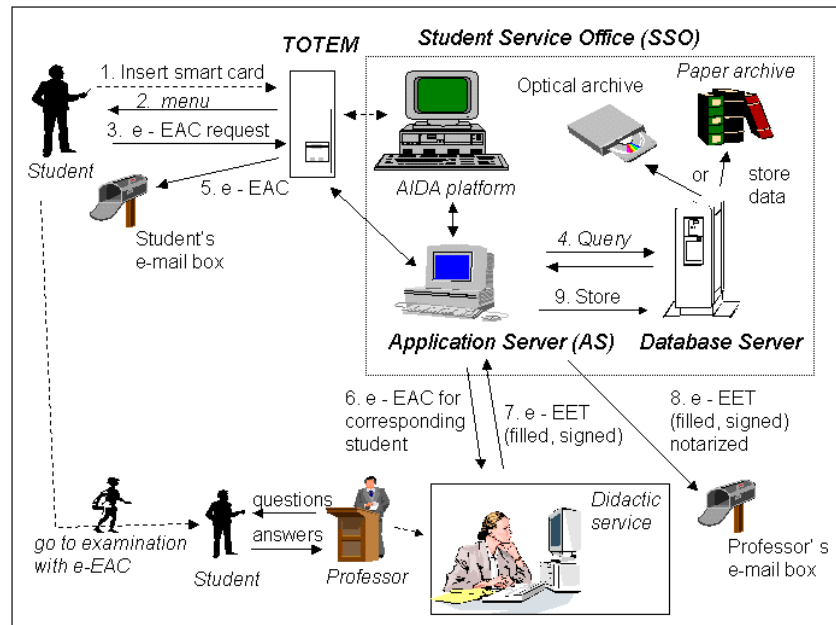 TOTEM
Student Service Office (SSO)
1. Insert smart card
2. menu
3. e - EAC request
Student
5. e - EAC
Student's
e-mail box
AIDA platform
Optical archive
Paper archive
or
store
data
4. Query
9. Store
Application Server (AS)
Database Server
6. e - EAC for
corresponding
student
7. e - EET
(filled, signed)
8. e - EET
(filled, signed)
notarized
go to examination
with e-EAC
Student
questions
answers
Professor
Didactic
service
Professor' s
e-mail box